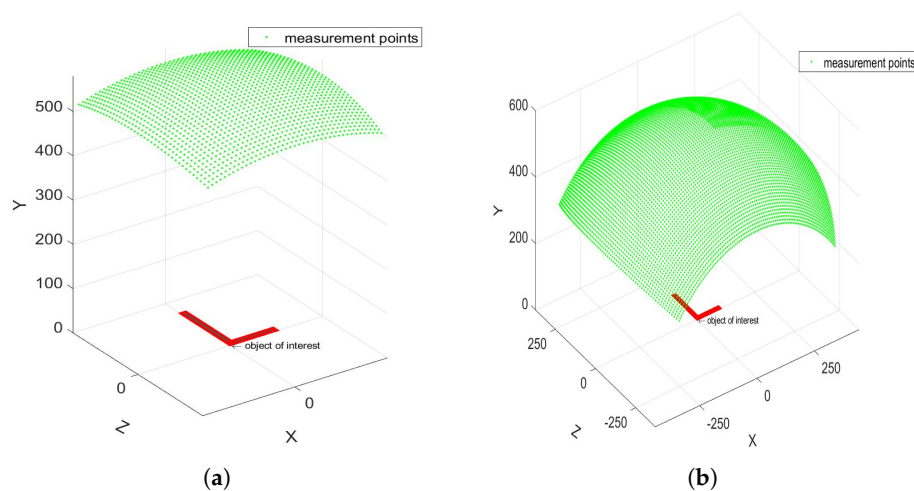 measurement points
500
400
300
200
100
0
Y
0
Z
0
X
← object of interest
(a)
measurement points
600
400
200
0
Y
250
0
-250
Z
-250
0
250
X
← object of interest
(b)